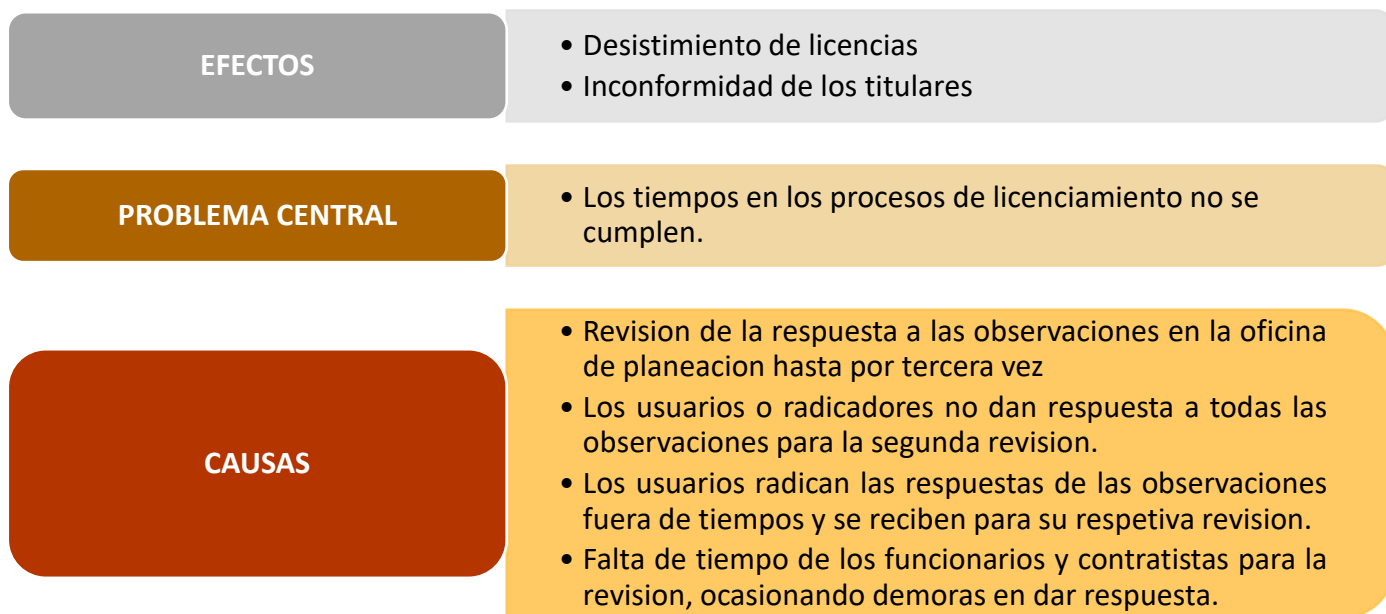 EFECTOS
• Desistimiento de licencias
• Inconformidad de los titulares
PROBLEMA CENTRAL
• Los tiempos en los procesos de licenciamiento no se
cumplen.
CAUSAS
• Revision de la respuesta a las observaciones en la oficina
de planeacion hasta por tercera vez
• Los usuarios o radicadores no dan respuesta a todas las
observaciones para la segunda revision.
• Los usuarios radican las respuestas de las observaciones
fuera de tiempos y se reciben para su respetiva revision.
• Falta de tiempo de los funcionarios y contratistas para la
revision, ocasionando demoras en dar respuesta.